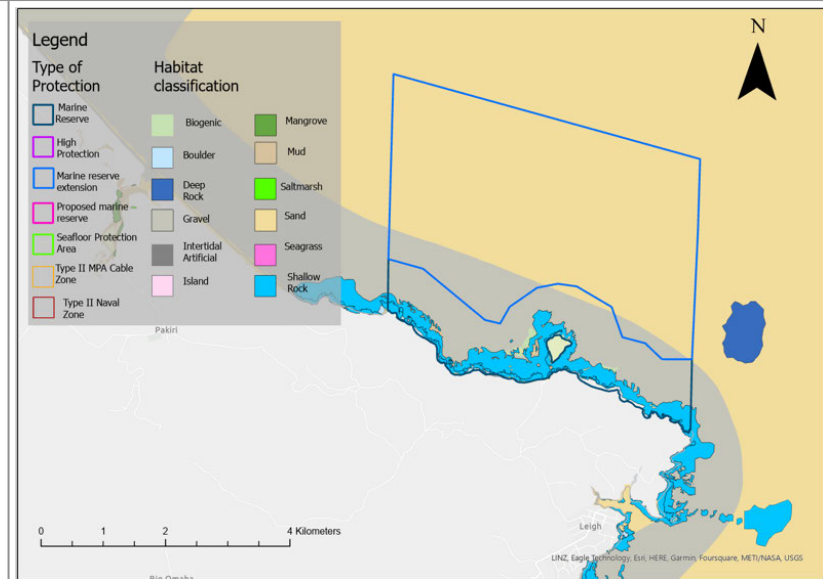 Legend
Type of
Protection
Marine
Reserve
High
Protection
Marine reserve
extension
Proposed marine
reserve
Seafloor Protection
Area
Type II MPA Cable
Zone
Type II Naval
Zone
Habitat
classification
Biogenic
Boulder
Deep
Rock
Gravel
Intertidal
Artificial
Island
Mangrove
Mud
Saltmarsh
Sand
Seagrass
Shallow
Rock
N
Pakiri
Leigh
0 1 2 4 Kilometers
LINZ, Eagle Technology, Esri, HERE, Garmin, Foursquare, METI/NASA, USGS
Omaha